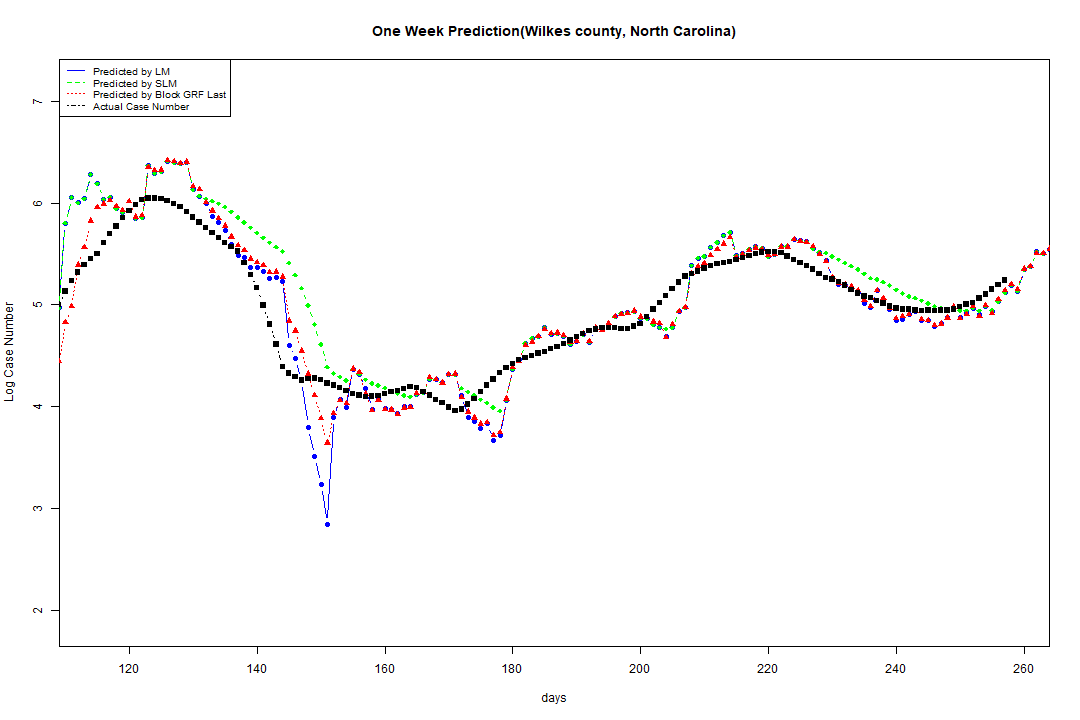 One Week Prediction(Wilkes county, North Carolina)
Predicted by LM
Predicted by SLM
Predicted by Block GRF Last
Actual Case Number
7
6
5
4
3
2
Log Case Number
120 140 160 180 200 220 240 260
days